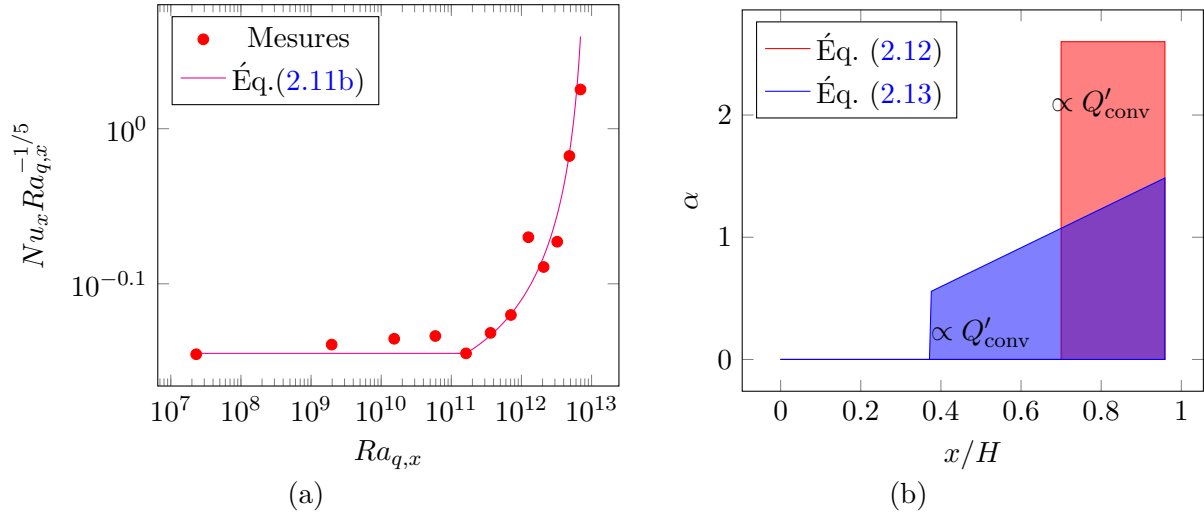 Mesures
Éq.(2.11b)
10^0
10^{-0.1}
Nu_x Ra_{q,x}^{-1/5}
10^7 10^8 10^9 10^10 10^11 10^12 10^13
Ra_{q,x}
(a)
Éq. (2.12)
Éq. (2.13)
∝ Q′_conv
∝ Q′_conv
2
1
0
α
0 0.2 0.4 0.6 0.8 1
x/H
(b)